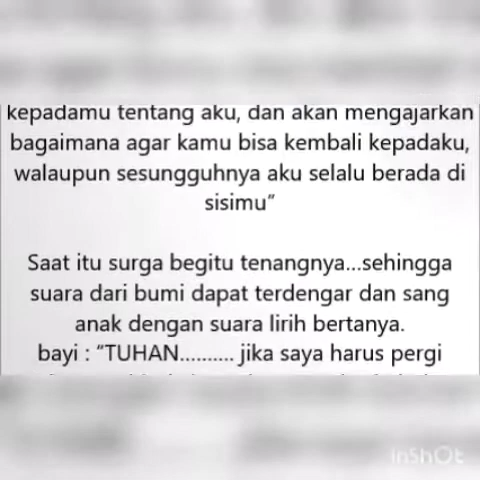 kepadamu tentang aku, dan akan mengajarkan
bagaimana agar kamu bisa kembali kepadaku,
walaupun sesungguhnya aku selalu berada di
sisimu"
Saat itu surga begitu tenangnya...sehingga
suara dari bumi dapat terdengar dan sang
anak dengan suara lirih bertanya.
bayi : "TUHAN.......... jika saya harus pergi
InShOt